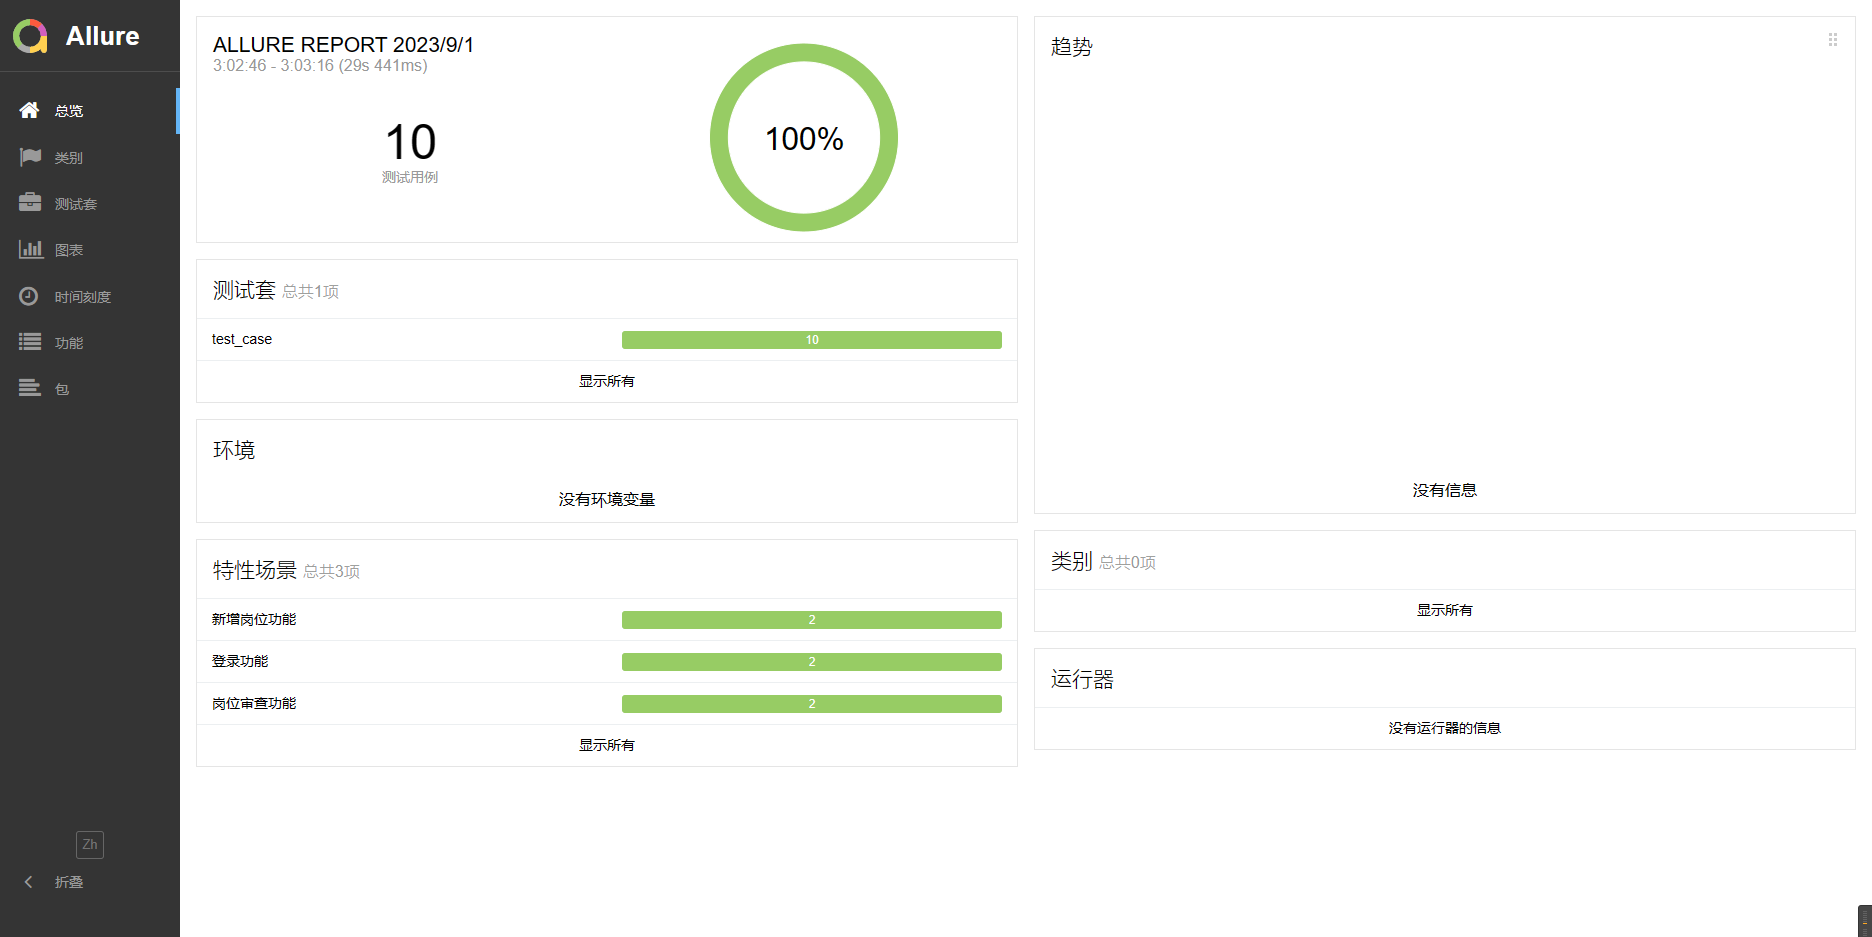 Allure
总览
类别
测试套
图表
时间刻度
功能
包
Zh
折叠
ALLURE REPORT 2023/9/1
3:02:46 - 3:03:16 (29s 441ms)
10
测试用例
100%
测试套 总共1项
test_case 10
显示所有
环境
没有环境变量
特性场景 总共3项
新增岗位功能 2
登录功能 2
岗位审查功能 2
显示所有
趋势
没有信息
类别 总共0项
显示所有
运行器
没有运行器的信息